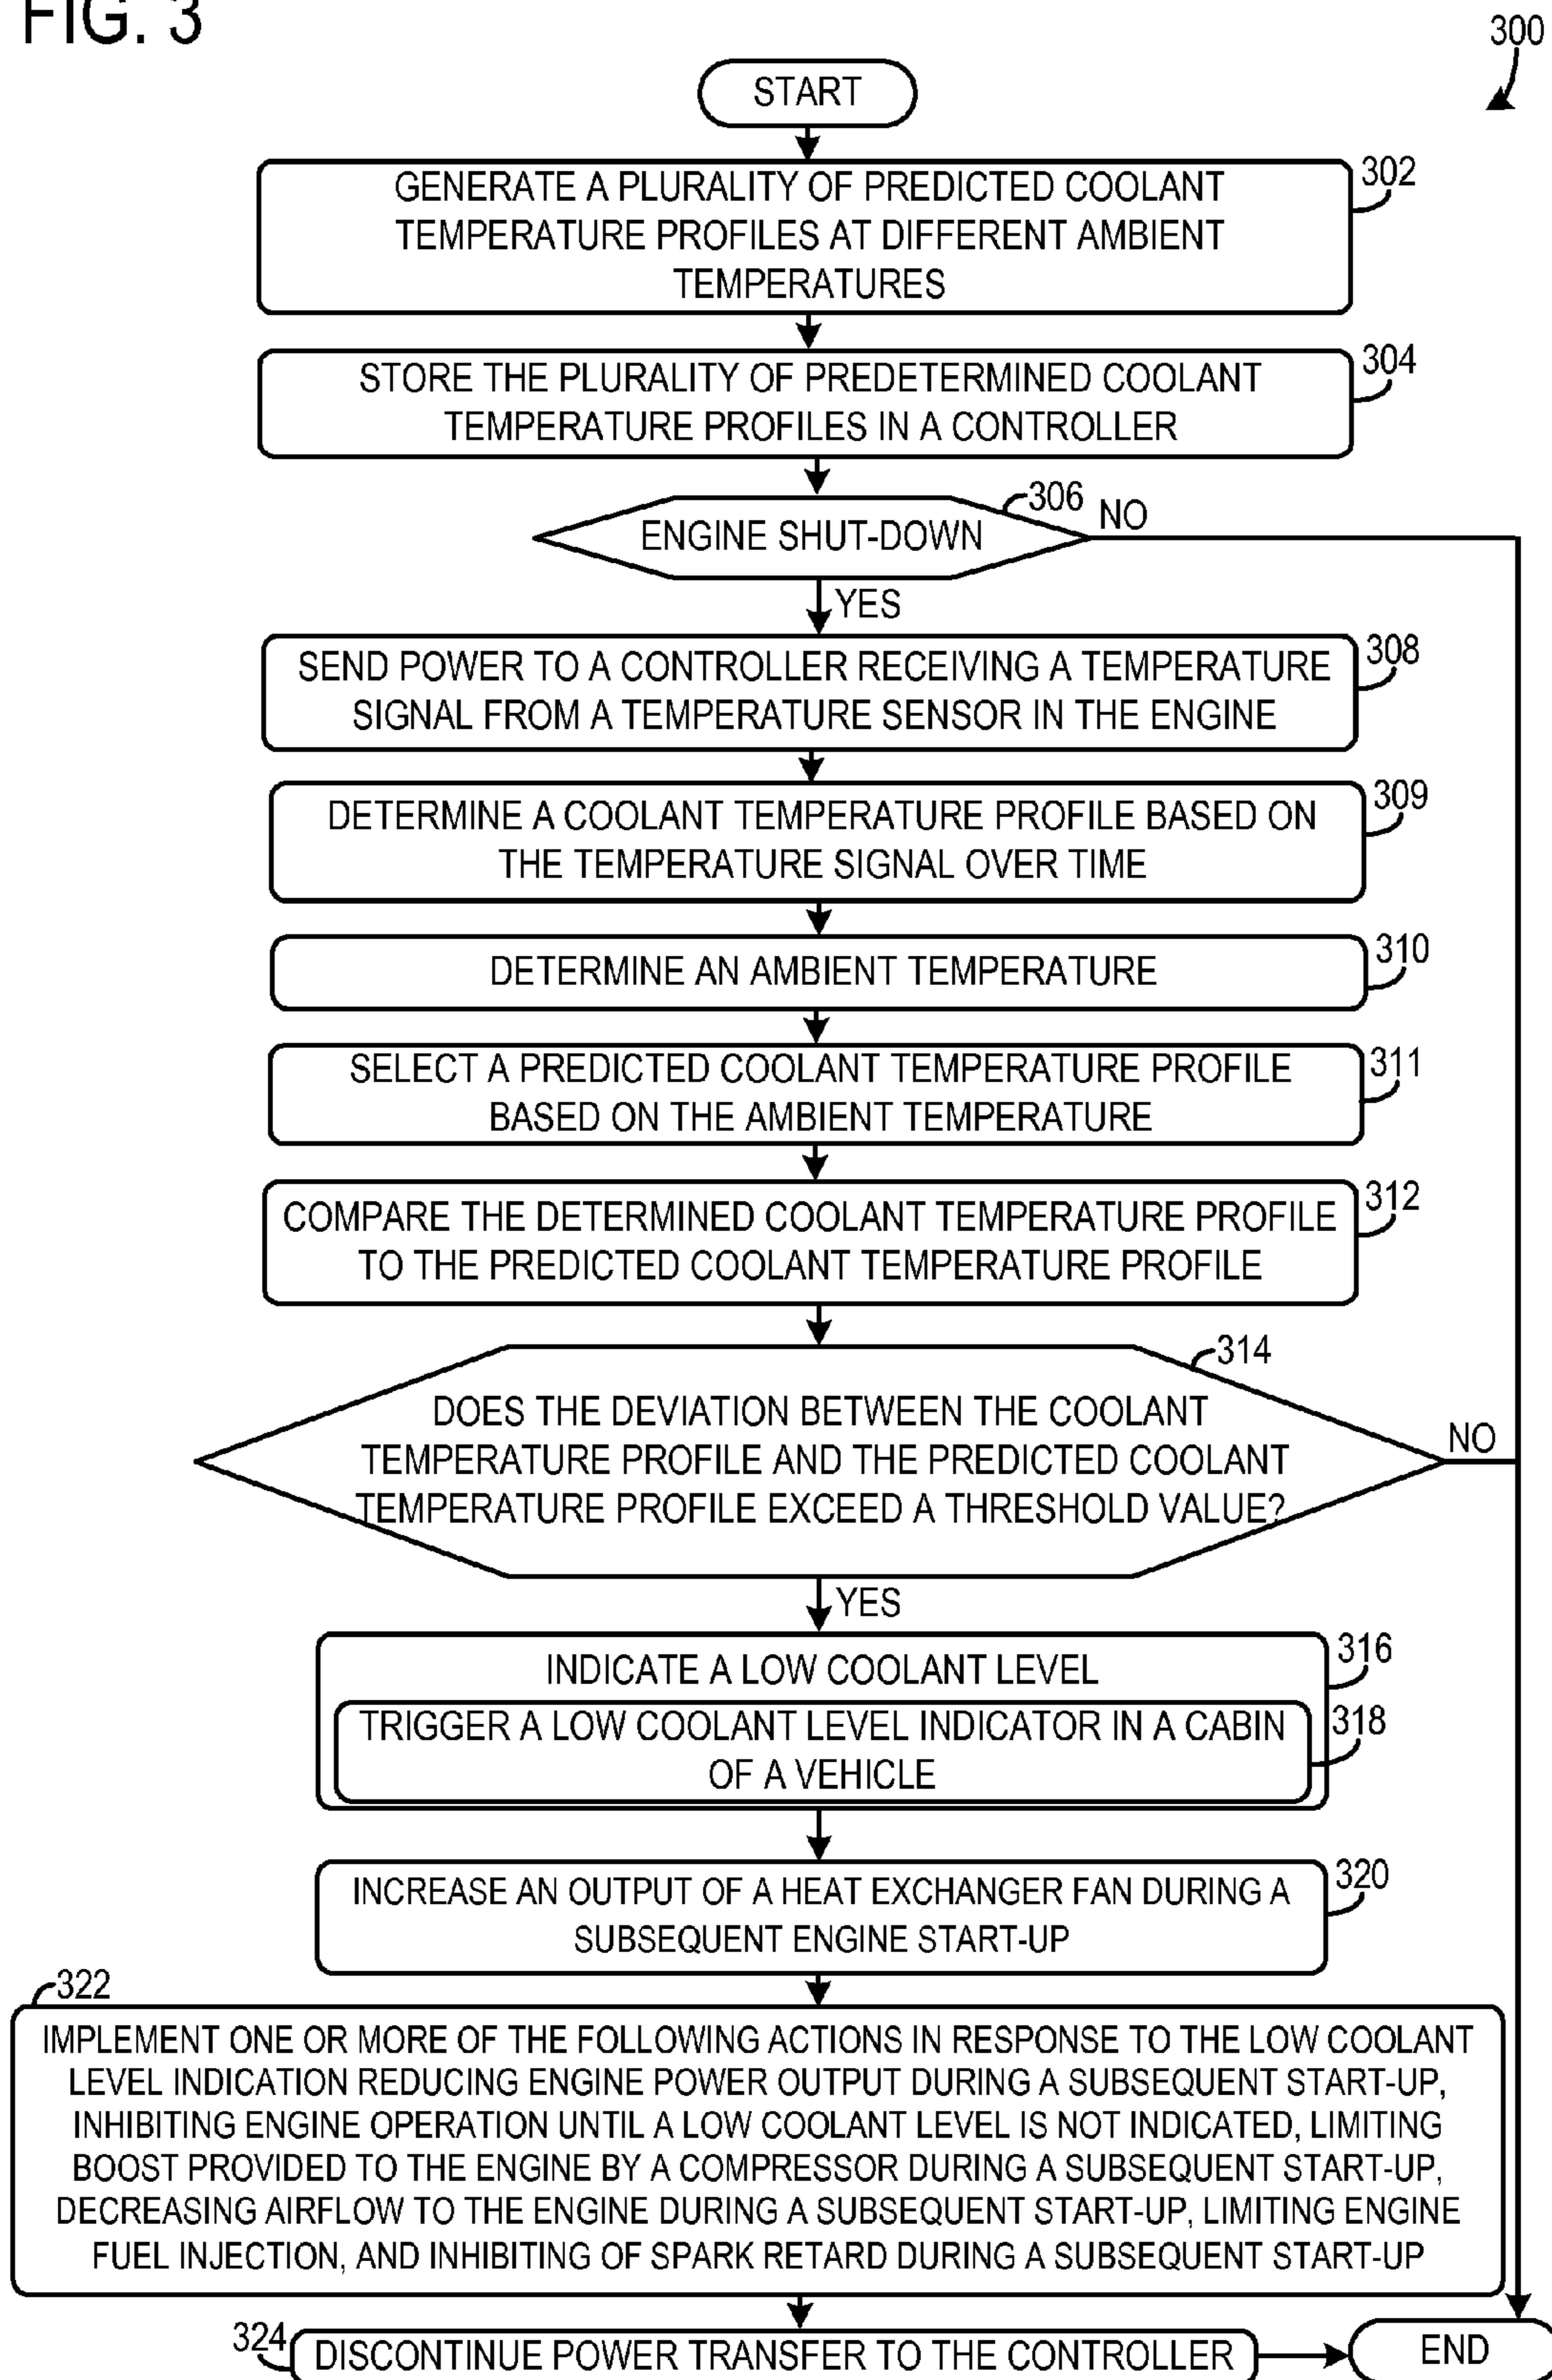 FIG. 3
300
START
302
GENERATE A PLURALITY OF PREDICTED COOLANT
TEMPERATURE PROFILES AT DIFFERENT AMBIENT
TEMPERATURES
304
STORE THE PLURALITY OF PREDETERMINED COOLANT
TEMPERATURE PROFILES IN A CONTROLLER
306
NO
ENGINE SHUT-DOWN
YES
308
SEND POWER TO A CONTROLLER RECEIVING A TEMPERATURE
SIGNAL FROM A TEMPERATURE SENSOR IN THE ENGINE
309
DETERMINE A COOLANT TEMPERATURE PROFILE BASED ON
THE TEMPERATURE SIGNAL OVER TIME
310
DETERMINE AN AMBIENT TEMPERATURE
311
SELECT A PREDICTED COOLANT TEMPERATURE PROFILE
BASED ON THE AMBIENT TEMPERATURE
312
COMPARE THE DETERMINED COOLANT TEMPERATURE PROFILE
TO THE PREDICTED COOLANT TEMPERATURE PROFILE
314
DOES THE DEVIATION BETWEEN THE COOLANT
TEMPERATURE PROFILE AND THE PREDICTED COOLANT
TEMPERATURE PROFILE EXCEED A THRESHOLD VALUE?
NO
YES
316
INDICATE A LOW COOLANT LEVEL
318
TRIGGER A LOW COOLANT LEVEL INDICATOR IN A CABIN
OF A VEHICLE
320
INCREASE AN OUTPUT OF A HEAT EXCHANGER FAN DURING A
SUBSEQUENT ENGINE START-UP
322
IMPLEMENT ONE OR MORE OF THE FOLLOWING ACTIONS IN RESPONSE TO THE LOW COOLANT
LEVEL INDICATION REDUCING ENGINE POWER OUTPUT DURING A SUBSEQUENT START-UP,
INHIBITING ENGINE OPERATION UNTIL A LOW COOLANT LEVEL IS NOT INDICATED, LIMITING
BOOST PROVIDED TO THE ENGINE BY A COMPRESSOR DURING A SUBSEQUENT START-UP,
DECREASING AIRFLOW TO THE ENGINE DURING A SUBSEQUENT START-UP, LIMITING ENGINE
FUEL INJECTION, AND INHIBITING OF SPARK RETARD DURING A SUBSEQUENT START-UP
324
DISCONTINUE POWER TRANSFER TO THE CONTROLLER
END